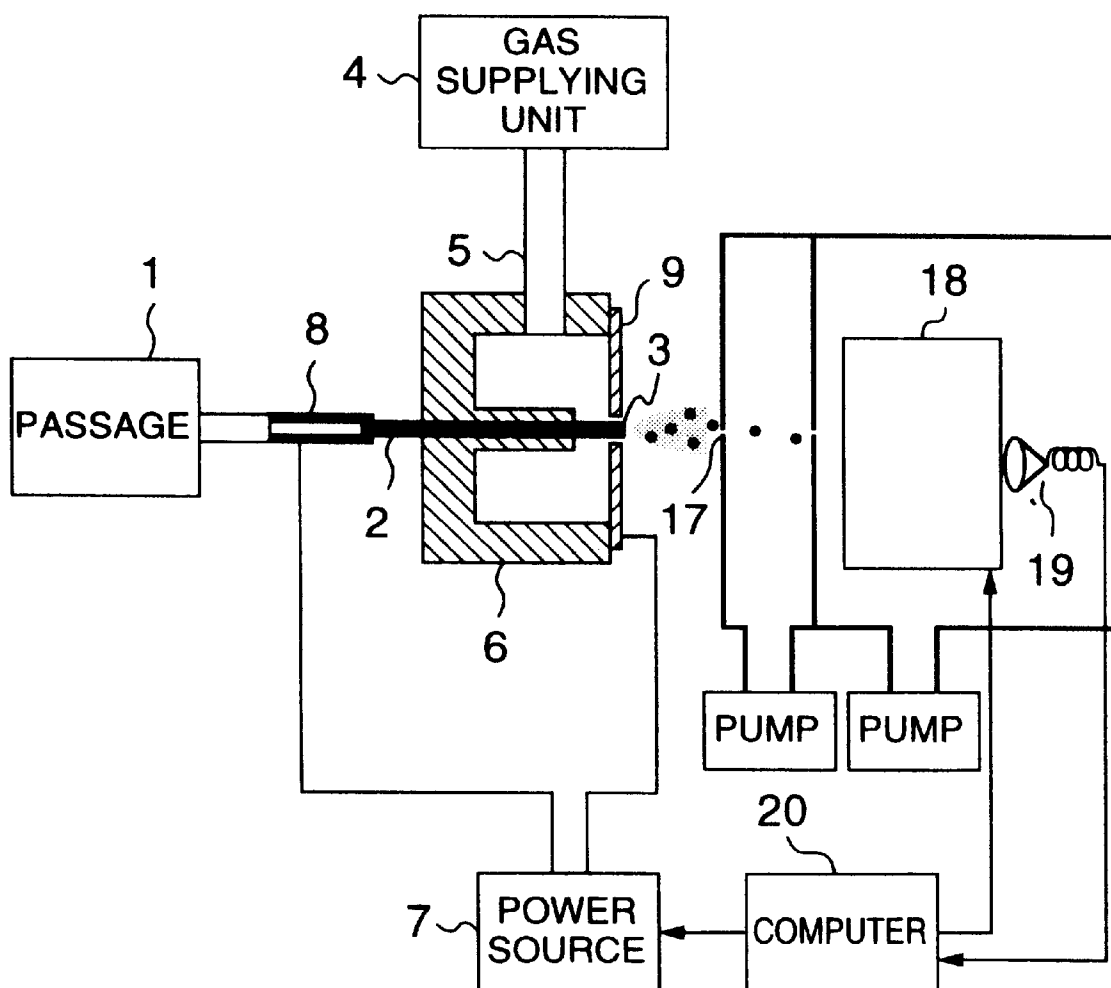 GAS
SUPPLYING
UNIT
4
5
1
9
18
8
3
PASSAGE
2
17
19
6
PUMP
PUMP
20
7
POWER
SOURCE
COMPUTER